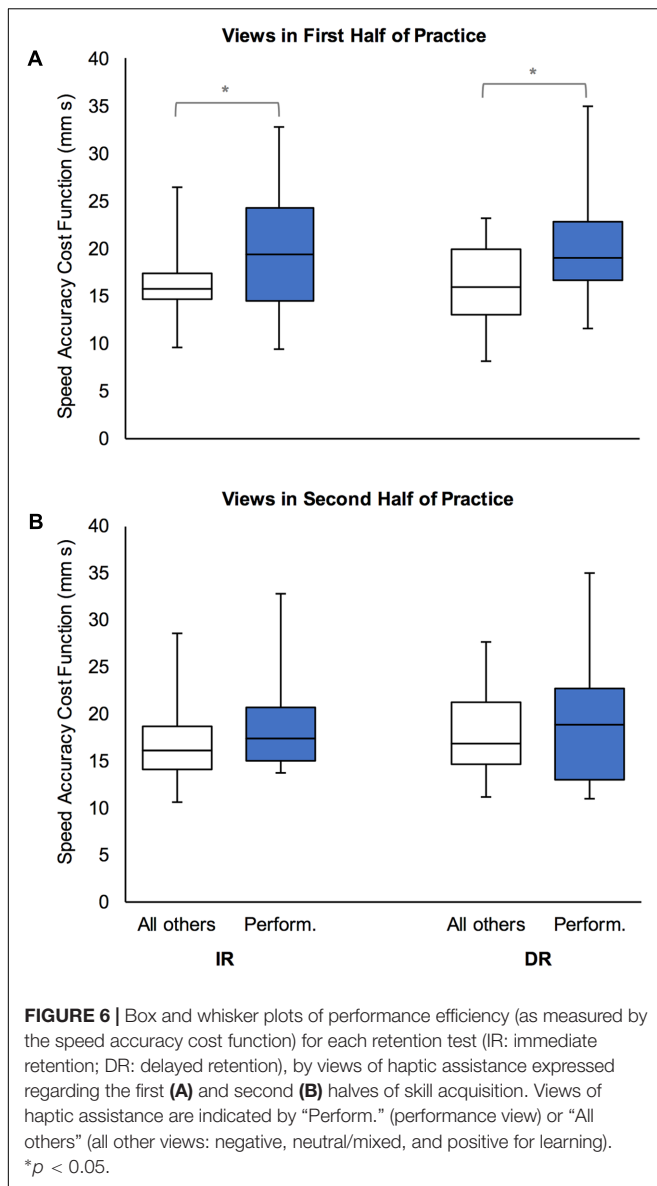 Views in First Half of Practice
A
Speed Accuracy Cost Function (mm s)
40
35
30
25
20
15
10
5
0
*
*
Views in Second Half of Practice
B
Speed Accuracy Cost Function (mm s)
40
35
30
25
20
15
10
5
0
All others Perform. All others Perform.
IR DR
FIGURE 6 | Box and whisker plots of performance efficiency (as measured by
the speed accuracy cost function) for each retention test (IR: immediate
retention; DR: delayed retention), by views of haptic assistance expressed
regarding the first (A) and second (B) halves of skill acquisition. Views of
haptic assistance are indicated by “Perform.” (performance view) or “All
others” (all other views: negative, neutral/mixed, and positive for learning).
*p < 0.05.